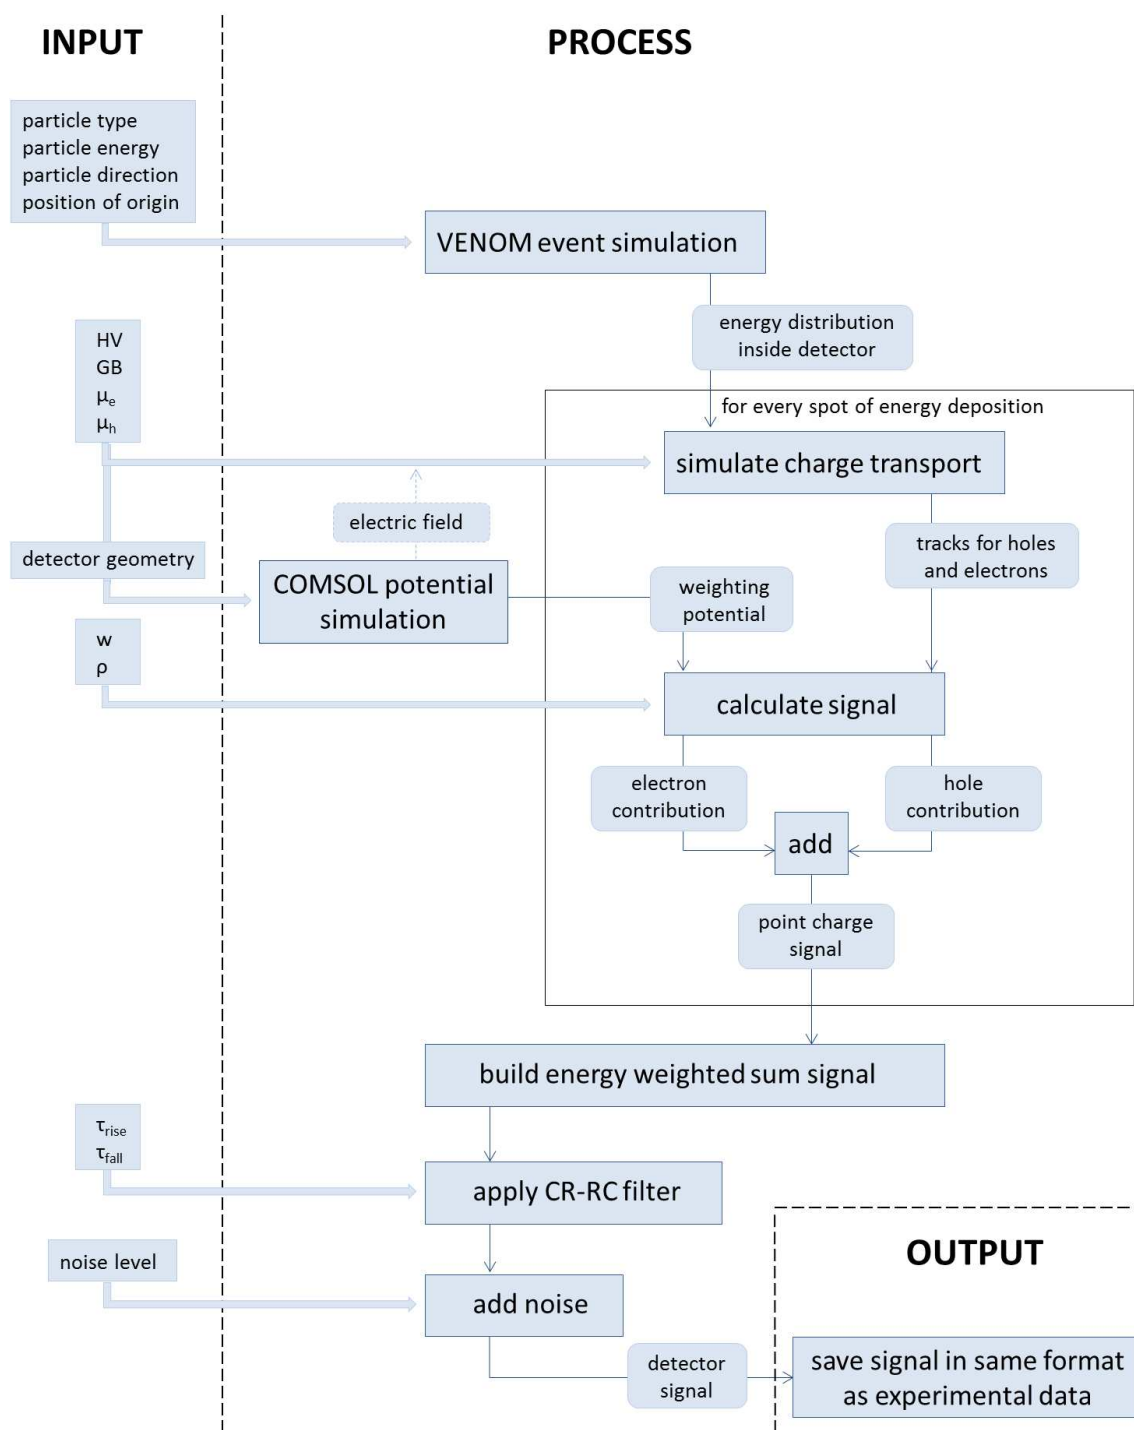 INPUT
PROCESS
particle type
particle energy
particle direction
position of origin
VENOM event simulation
energy distribution
inside detector
HV
GB
μe
μh
for every spot of energy deposition
simulate charge transport
electric field
detector geometry
tracks for holes
and electrons
COMSOL potential
simulation
weighting
potential
w
ρ
calculate signal
electron
contribution
hole
contribution
add
point charge
signal
build energy weighted sum signal
τrise
τfall
apply CR-RC filter
noise level
add noise
OUTPUT
detector
signal
save signal in same format
as experimental data